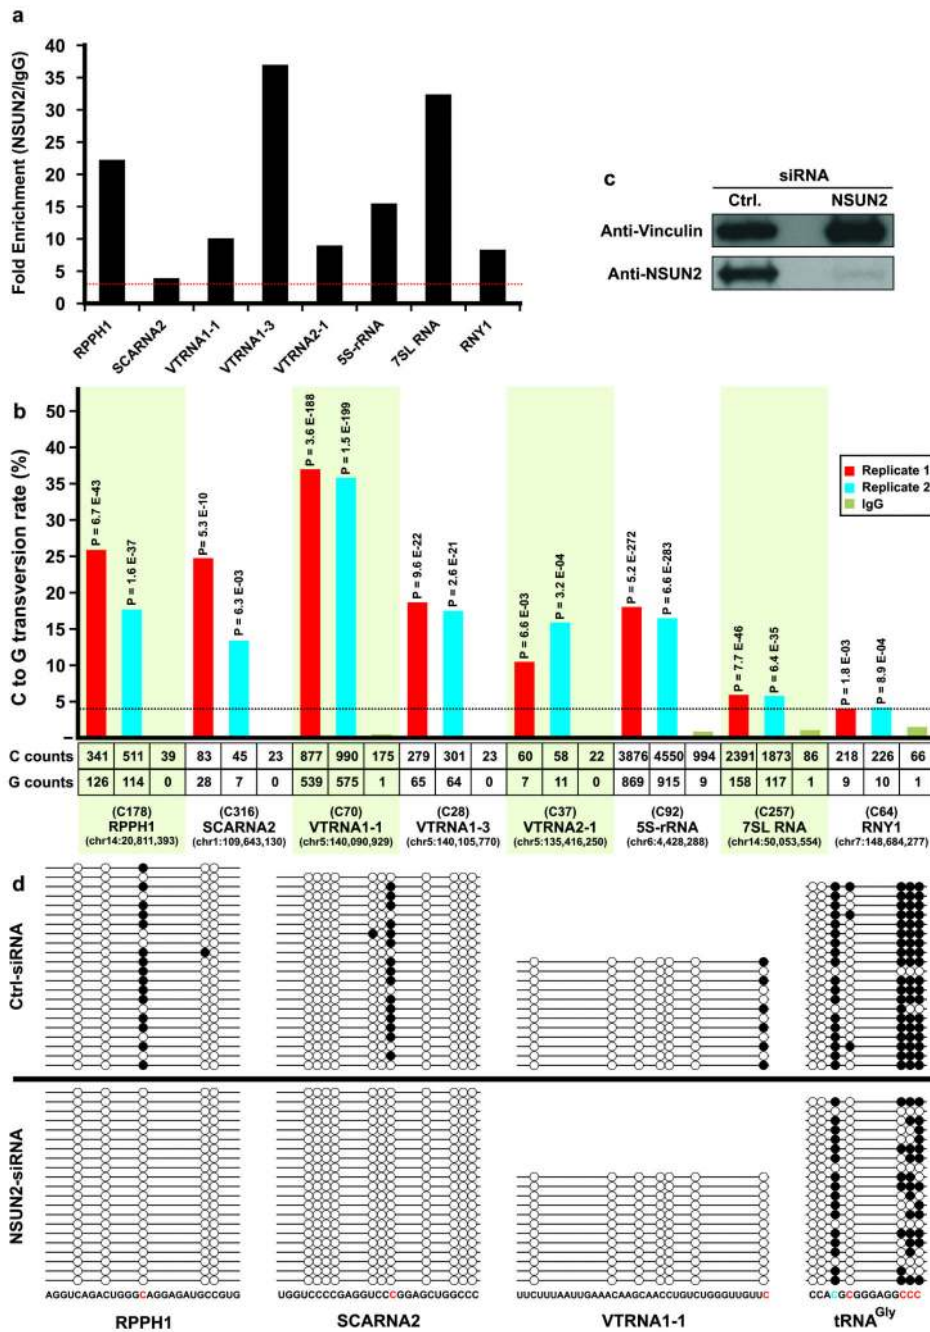 a
Fold Enrichment (NSUN2/IgG)
40
35
30
25
20
15
10
5
0
RPPH1
SCARNA2
VTRNA1-1
VTRNA1-3
VTRNA2-1
5S-rRNA
7SL RNA
RNY1
c
siRNA
Ctrl. NSUN2
Anti-Vinculin
Anti-NSUN2
b
C to G transversion rate (%)
50
40
30
25
20
15
10
5
P = 6.7 E-43
P = 1.6 E-37
P= 5.3 E-10
P = 6.3 E-03
P = 3.6 E-188
P = 1.5 E-199
P = 9.6 E-22
P = 2.6 E-21
P = 6.6 E-03
P = 3.2 E-04
P = 5.2 E-272
P = 6.6 E-283
P = 7.7 E-46
P = 6.4 E-35
P = 1.8 E-03
P = 8.9 E-04
Replicate 1
Replicate 2
IgG
C counts 341 511 39 83 45 23 877 990 175 279 301 23 60 58 22 3876 4550 994 2391 1873 86 218 226 66
G counts 126 114 0 28 7 0 539 575 1 65 64 0 7 11 0 869 915 9 158 117 1 9 10 1
(C178) (C316) (C70) (C28) (C37) (C92) (C257) (C64)
RPPH1 SCARNA2 VTRNA1-1 VTRNA1-3 VTRNA2-1 5S-rRNA 7SL RNA RNY1
(chr14:20,811,393) (chr1:109,643,130) (chr5:140,090,929) (chr5:140,105,770) (chr5:135,416,250) (chr6:4,428,288) (chr14:50,053,554) (chr7:148,684,277)
d
Ctrl-siRNA
NSUN2-siRNA
AGGUCAGACUGGGCAGGAGAUGCCGUG UGGUCCCCGAGGUCCCGGAGCUGGCCC UUCUUUAAUUGAAACAAGCAACCUGUCUGGGUUGUUC CCACGCGGGAGGCCC
RPPH1 SCARNA2 VTRNA1-1 tRNAGly